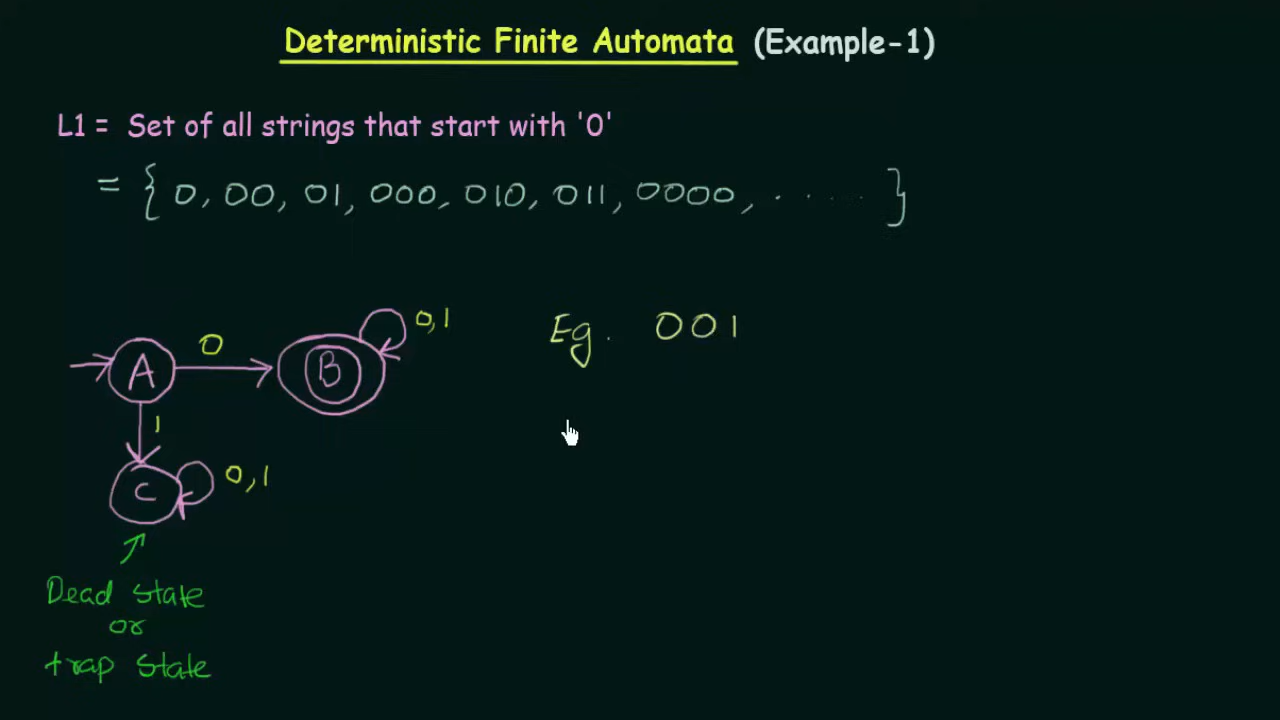 Deterministic Finite Automata (Example-1)
L1 = Set of all strings that start with '0'
= { 0, 00, 01, 000, 010, 011, 0000, ...... }
0,1
Eg. 001
0
A
B
1
C
0,1
Dead state
or
trap state